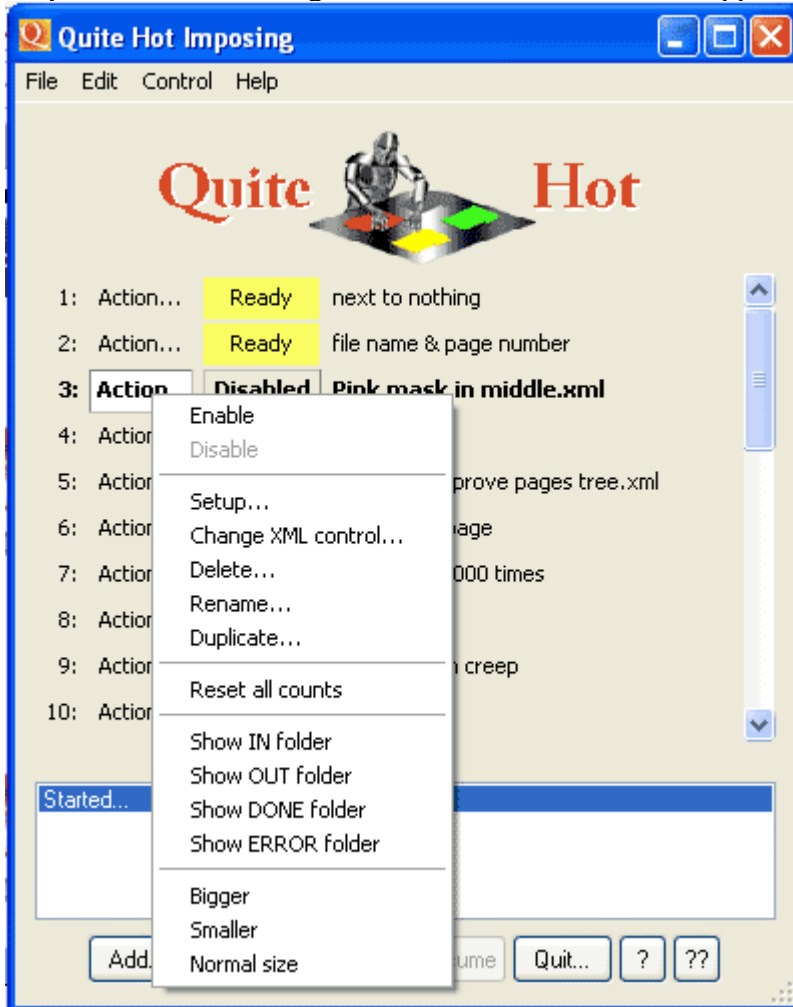 Quite Hot Imposing
File Edit Control Help
Quite Hot
1: Action... Ready next to nothing
2: Action... Ready file name & page number
3: Action Disabled Pink mask in middle.xml
4: Action
5: Action prove pages tree.xml
6: Action age
7: Action 000 times
8: Action
9: Action creep
10: Action
Enable
Disable
Setup...
Change XML control...
Delete...
Rename...
Duplicate...
Reset all counts
Show IN folder
Show OUT folder
Show DONE folder
Show ERROR folder
Bigger
Smaller
Normal size
Started...
Add. ume Quit... ? ??